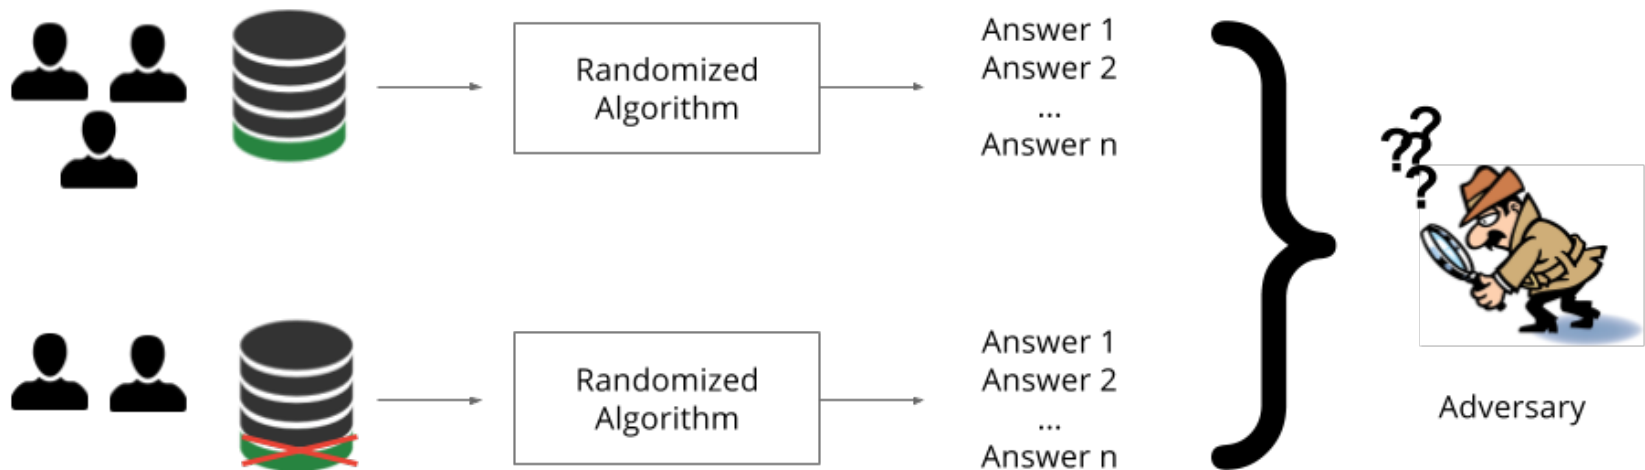 Randomized
Algorithm
Answer 1
Answer 2
...
Answer n
????
Randomized
Algorithm
Answer 1
Answer 2
...
Answer n
Adversary